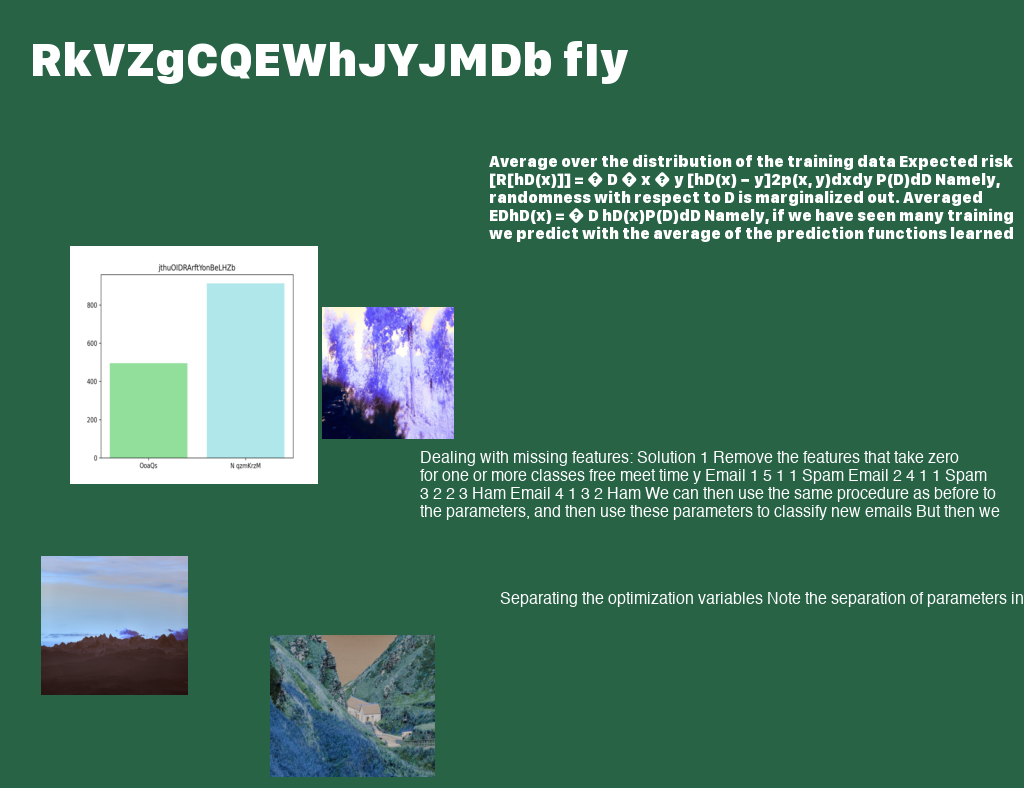 RkVZgCQEWhJYJMDb fly
Average over the distribution of the training data Expected risk
[R[hD(x)]] = � D � x � y [hD(x) − y]2p(x, y)dxdy P(D)dD Namely,
randomness with respect to D is marginalized out. Averaged
EDhD(x) = � D hD(x)P(D)dD Namely, if we have seen many training
we predict with the average of the prediction functions learned
jthuOIDRArftYonBeLHZb
800
600
400
200
0
OoaQs
N qzmKrzM
Dealing with missing features: Solution 1 Remove the features that take zero
for one or more classes free meet time y Email 1 5 1 1 Spam Email 2 4 1 1 Spam
3 2 2 3 Ham Email 4 1 3 2 Ham We can then use the same procedure as before to
the parameters, and then use these parameters to classify new emails But then we
Separating the optimization variables Note the separation of parameters in